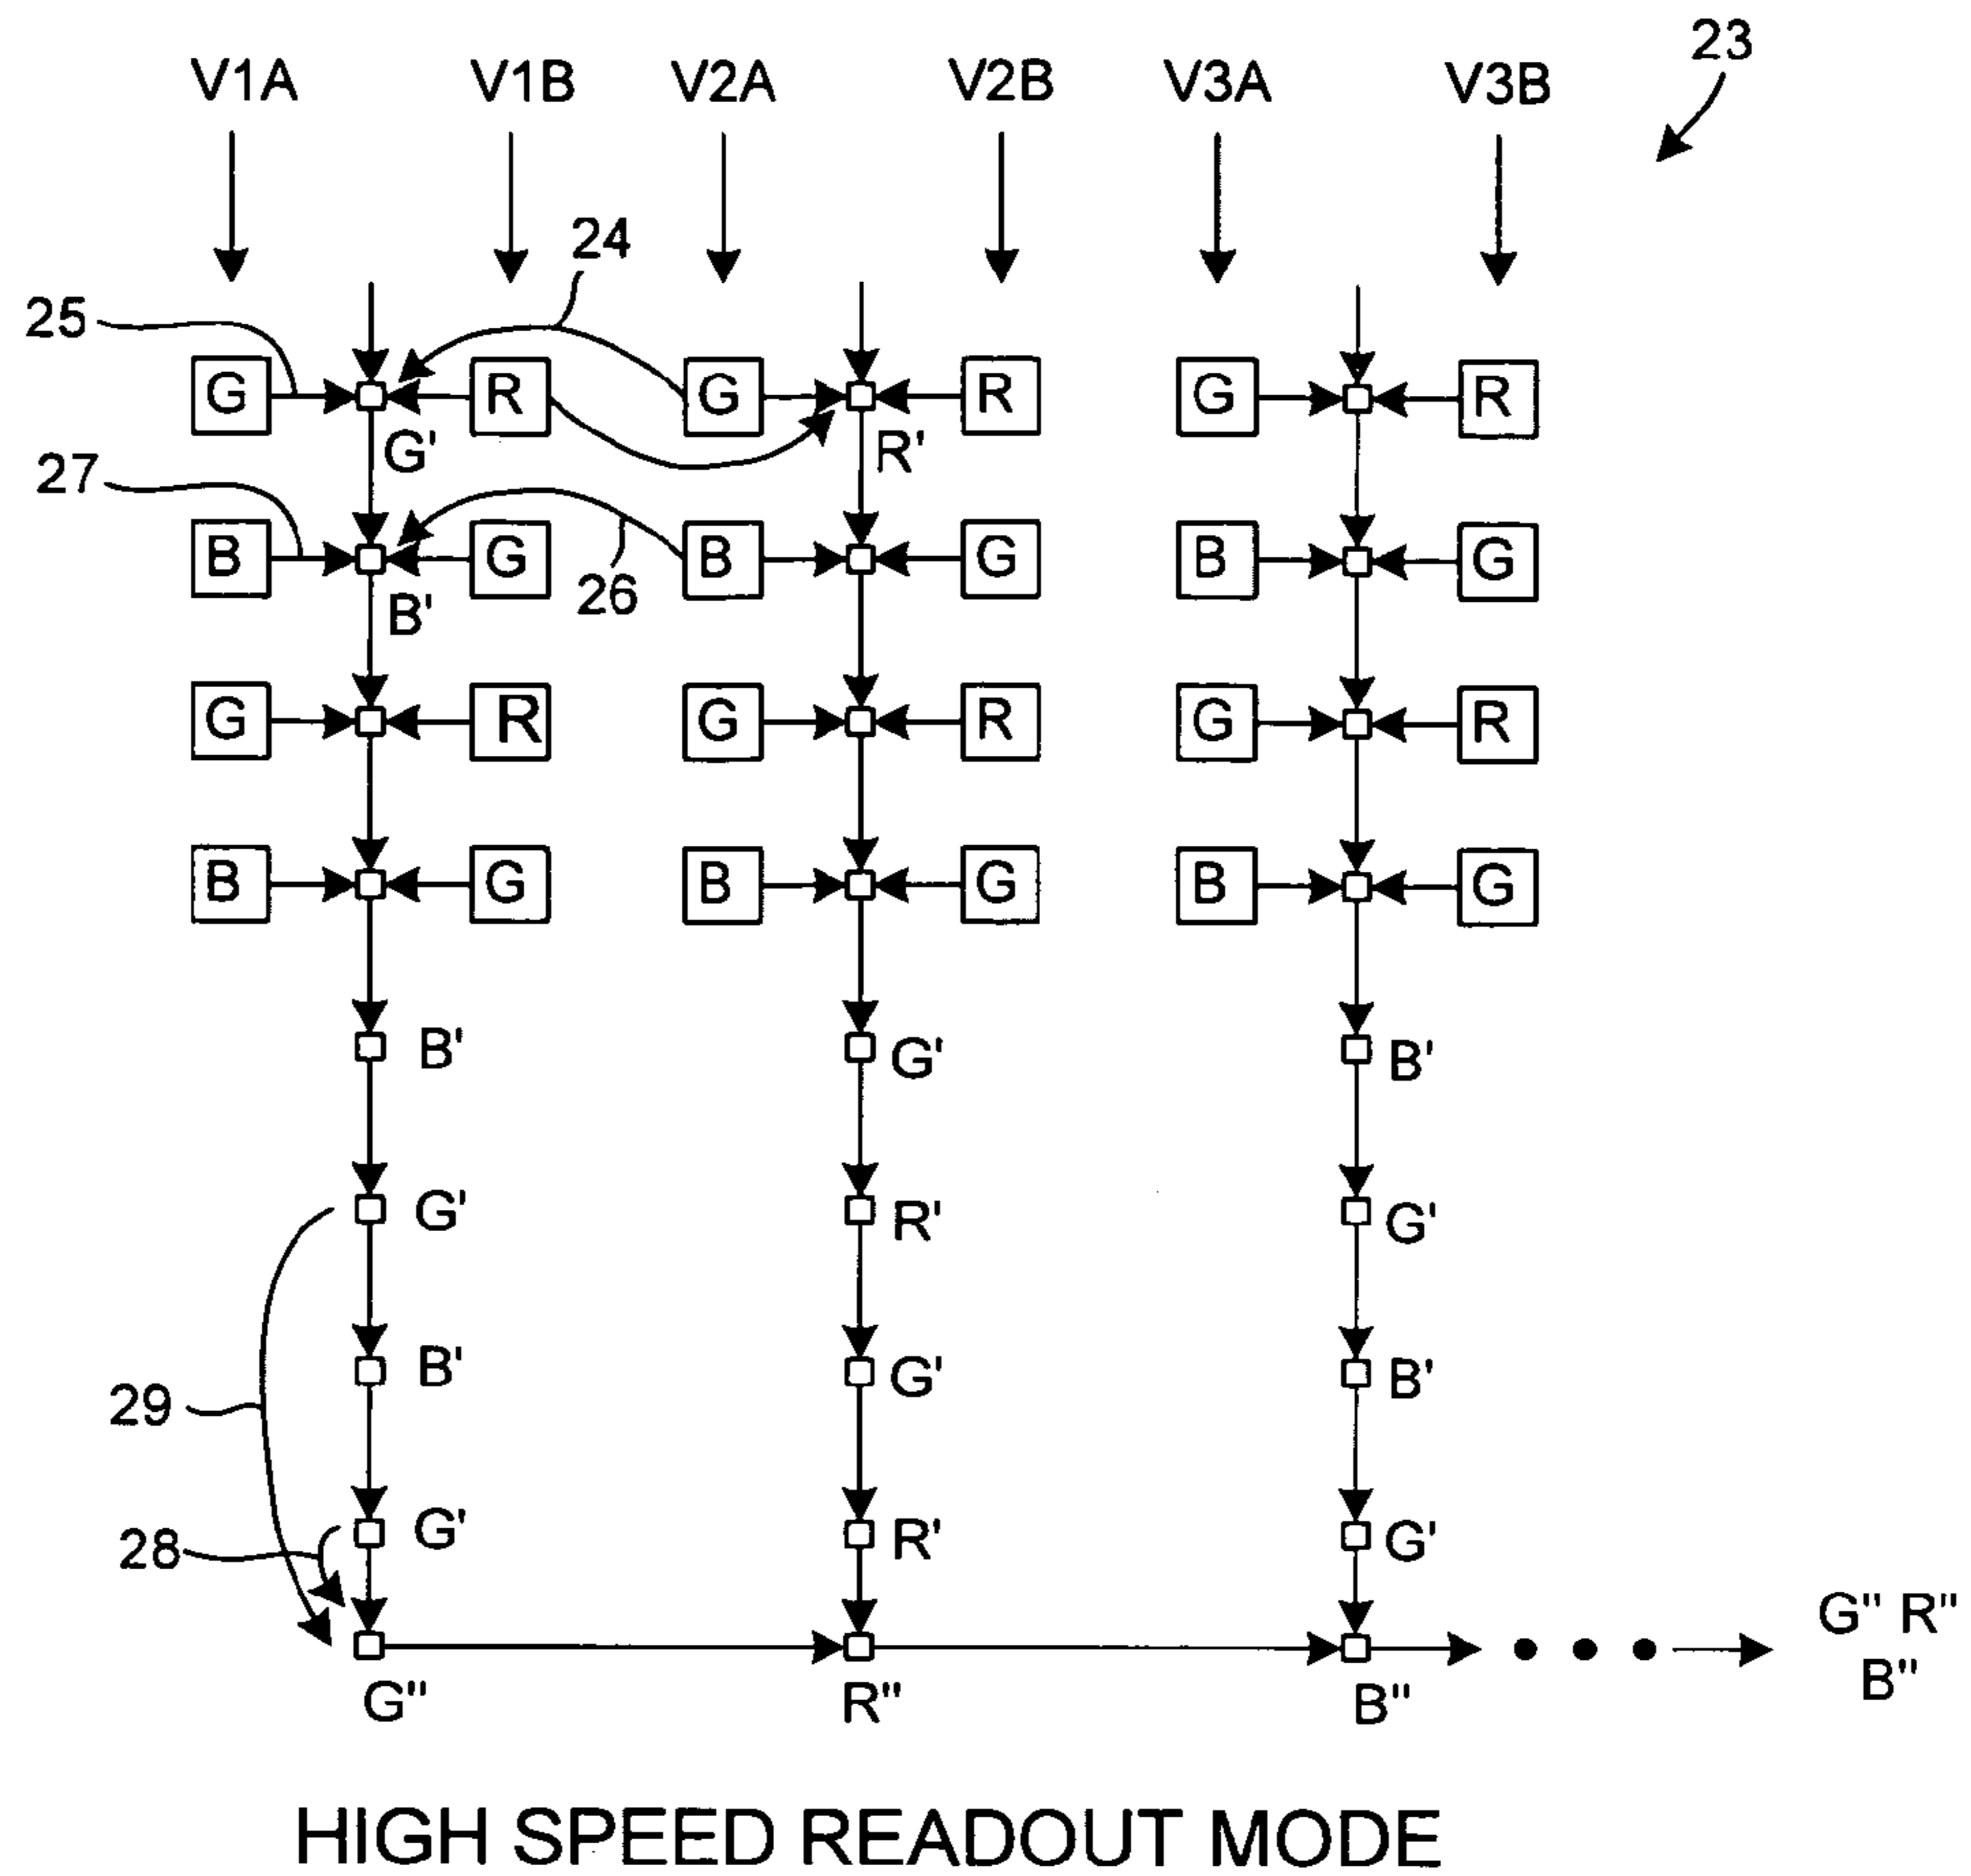 23
V1A V1B V2A V2B V3A V3B
24
25
G R G R G R
G' R'
27
B G B G B G
26
B'
G R G R G R
B G B G B G
B' G' B'
G' R' G'
B' G' B'
29
G' R' G'
28
G" R"
B"
G" R" B"
HIGH SPEED READOUT MODE